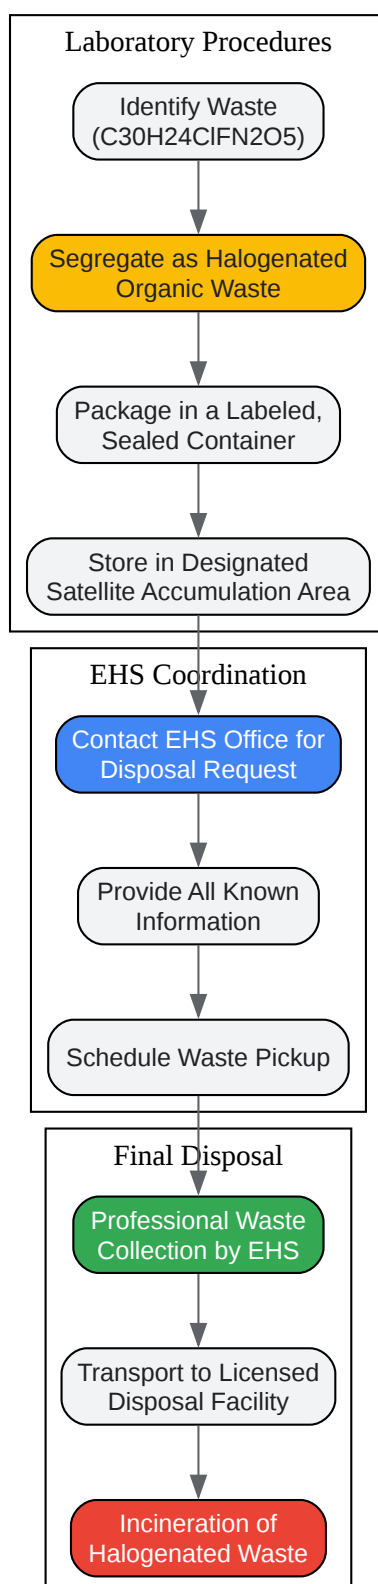 Laboratory Procedures
Identify Waste
(C30H24ClFN2O5)
Segregate as Halogenated
Organic Waste
Package in a Labeled,
Sealed Container
Store in Designated
Satellite Accumulation Area
EHS Coordination
Contact EHS Office for
Disposal Request
Provide All Known
Information
Schedule Waste Pickup
Final Disposal
Professional Waste
Collection by EHS
Transport to Licensed
Disposal Facility
Incineration of
Halogenated Waste